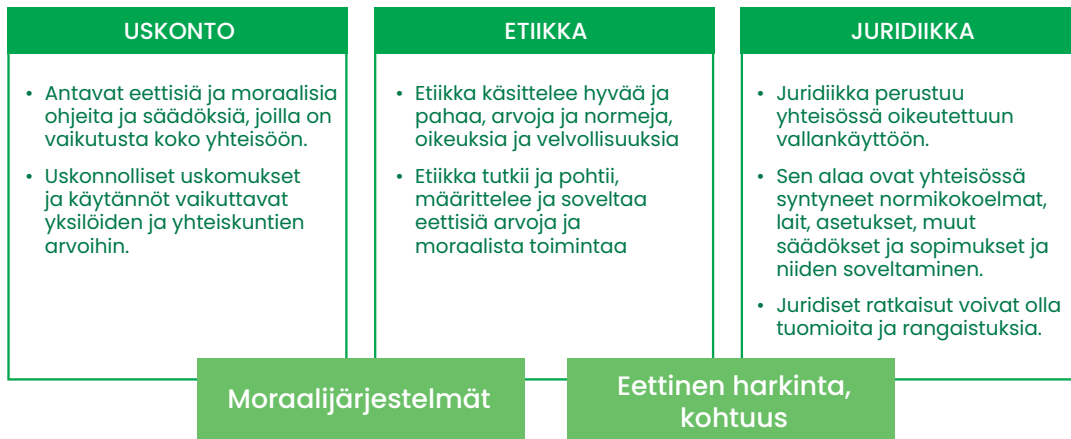 USKONTO
• Antavat eettisiä ja moraalisia
ohjeita ja säädöksiä, joilla on
vaikutusta koko yhteisöön.
• Uskonnolliset uskomukset
ja käytännöt vaikuttavat
yksilöiden ja yhteiskuntien
arvoihin.
ETIIKKA
• Etiikka käsittelee hyvää ja
pahaa, arvoja ja normeja,
oikeuksia ja velvollisuuksia
• Etiikka tutkii ja pohtii,
määrittelee ja soveltaa
eettisiä arvoja ja
moraalista toimintaa
JURIDIIKKA
• Juridiikka perustuu
yhteisössä oikeutettuun
vallankäyttöön.
• Sen alaa ovat yhteisössä
syntyneet normikokoelmat,
lait, asetukset, muut
säädökset ja sopimukset ja
niiden soveltaminen.
• Juridiset ratkaisut voivat olla
tuomioita ja rangaistuksia.
Moraalijärjestelmät
Eettinen harkinta,
kohtuus